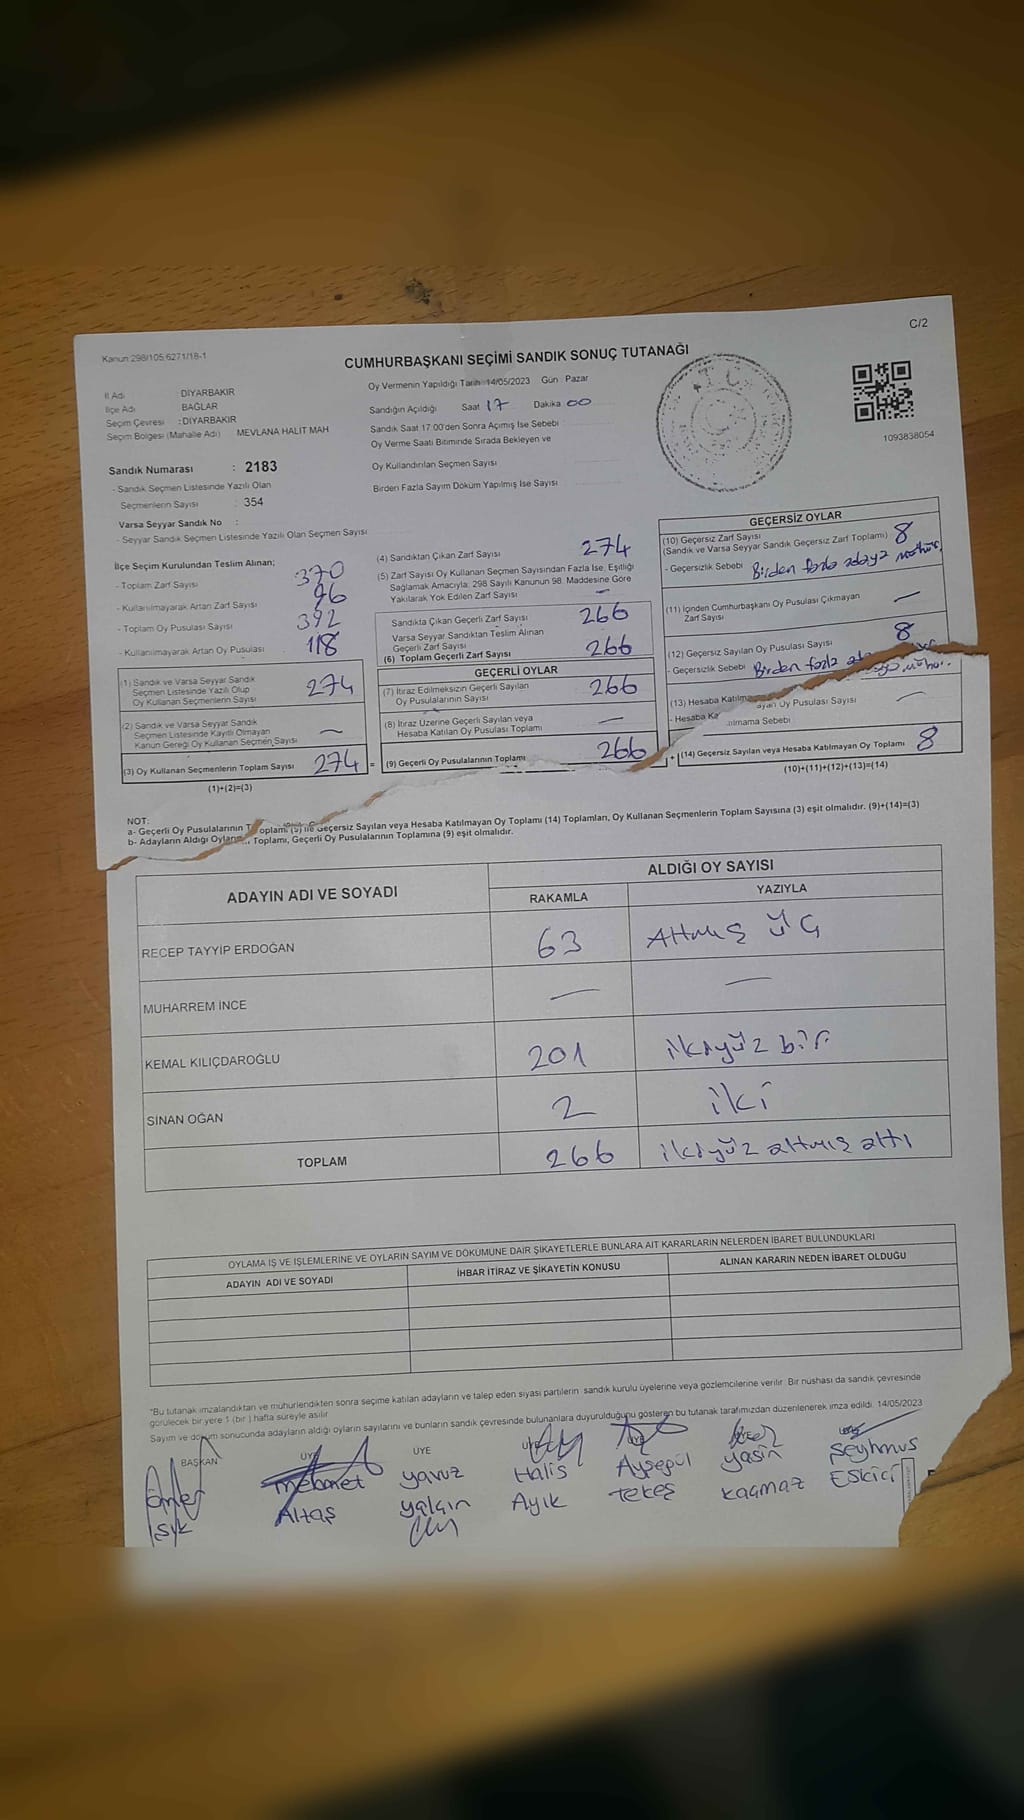 C/2
Kanun 298/105,6271/18-1
CUMHURBAŞKANI SEÇİMİ SANDIK SONUÇ TUTANAĞI
İl Adı : DİYARBAKIR
İlçe Adı : BAĞLAR
Seçim Çevresi : DİYARBAKIR
Seçim Bölgesi (Mahalle Adı) MEVLANA HALİT MAH
Sandık Numarası : 2183
- Sandık Seçmen Listesinde Yazılı Olan
Seçmenlerin Sayısı : 354
Varsa Seyyar Sandık No :
- Seyyar Sandık Seçmen Listesinde Yazılı Olan Seçmen Sayısı
Oy Vermenin Yapıldığı Tarih 14/05/2023 Gün Pazar
Sandığın Açıldığı Saat 17 Dakika 00
Sandık Saat 17.00'den Sonra Açımış İse Sebebi
Oy Verme Saati Bitiminde Sırada Bekleyen ve
Oy Kullandırılan Seçmen Sayısı
Birden Fazla Sayım Döküm Yapılmış İse Sayısı
T.C.
1093838054
İlçe Seçim Kurulundan Teslim Alınan;
- Toplam Zarf Sayısı : 370
- Kullanılmayarak Artan Zarf Sayısı 96
- Toplam Oy Pusulası Sayısı 392
- Kullanılmayarak Artan Oy Pusulası 118
(1) Sandık ve Varsa Seyyar Sandık
Seçmen Listesinde Yazılı Olup
Oy Kullanan Seçmenlerin Sayısı 274
(2) Sandık ve Varsa Seyyar Sandık
Seçmen Listesinde Kayıtlı Olmayan
Kanun Gereği Oy Kullanan Seçmen Sayısı —
(3) Oy Kullanan Seçmenlerin Toplam Sayısı 274 =
(1)+(2)=(3)
(4) Sandıktan Çıkan Zarf Sayısı 274
(5) Zarf Sayısı Oy Kullanan Seçmen Sayısından Fazla İse, Eşitliği
Sağlamak Amacıyla, 298 Sayılı Kanunun 98. Maddesine Göre
Yakılarak Yok Edilen Zarf Sayısı —
Sandıkta Çıkan Geçerli Zarf Sayısı 266
Varsa Seyyar Sandıktan Teslim Alınan
Geçerli Zarf Sayısı
(6) Toplam Geçerli Zarf Sayısı 266
GEÇERLİ OYLAR
(7) İtiraz Edilmeksizin Geçerli Sayılan
Oy Pusulalarının Sayısı 266
(8) İtiraz Üzerine Geçerli Sayılan veya
Hesaba Katılan Oy Pusulası Toplamı —
(9) Geçerli Oy Pusulalarının Toplamı 266
GEÇERSİZ OYLAR
(10) Geçersiz Zarf Sayısı
(Sandık ve Varsa Seyyar Sandık Geçersiz Zarf Toplamı) 8
- Geçersizlik Sebebi Birden fazla adaya mühür.
(11) İçinden Cumhurbaşkanı Oy Pusulası Çıkmayan
Zarf Sayısı —
(12) Geçersiz Sayılan Oy Pusulası Sayısı 8
- Geçersizlik Sebebi Birden fazla
(13) Hesaba Katılmayan Oy Pusulası Sayısı —
- Hesaba Katılmama Sebebi
+ (14) Geçersiz Sayılan veya Hesaba Katılmayan Oy Toplamı 8
(10)+(11)+(12)+(13)=(14)
NOT:
a- Geçerli Oy Pusulalarının Toplamı (9) ile Geçersiz Sayılan veya Hesaba Katılmayan Oy Toplamı (14) Toplamları, Oy Kullanan Seçmenlerin Toplam Sayısına (3) eşit olmalıdır. (9)+(14)=(3)
b- Adayların Aldığı Oyların Toplamı, Geçerli Oy Pusulalarının Toplamına (9) eşit olmalıdır.
ADAYIN ADI VE SOYADI ALDIĞI OY SAYISI
RAKAMLA YAZIYLA
RECEP TAYYİP ERDOĞAN 63 Altmış üç
MUHARREM İNCE — —
KEMAL KILIÇDAROĞLU 201 ikiyüz bir
SİNAN OĞAN 2 iki
TOPLAM 266 ikiyüz altmış altı
OYLAMA İŞ VE İŞLEMLERİNE VE OYLARIN SAYIM VE DÖKÜMÜNE DAİR ŞİKAYETLERLE BUNLARA AİT KARARLARIN NELERDEN İBARET BULUNDUKLARI
ADAYIN ADI VE SOYADI İHBAR İTİRAZ VE ŞİKAYETİN KONUSU ALINAN KARARIN NEDEN İBARET OLDUĞU
"Bu tutanak imzalandıktan ve mühürlendikten sonra seçime katılan adayların ve talep eden siyasi partilerin sandık kurulu üyelerine veya gözlemcilerine verilir. Bir nüshası da sandık çevresinde
görülecek bir yere 1 (bir) hafta süreyle asılır
Sayım ve döküm sonucunda adayların aldığı oyların sayılarını ve bunların sandık çevresinde bulunanlara duyurulduğunu gösteren bu tutanak tarafımızdan düzenlenerek imza edildi. 14/05/2023
BAŞKAN ÜYE ÜYE ÜYE ÜYE ÜYE
Ömer Mehmet Yavuz Halis Ayşegül Yasin Şeyhmus
Işık Altaş Yalçın Ayık Tekeş Kaçmaz Eskici